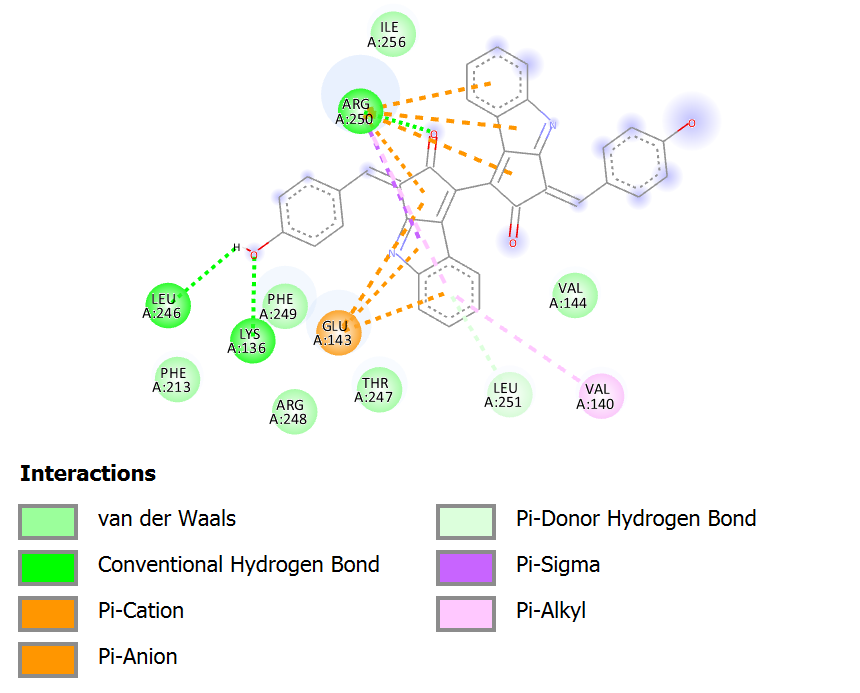 ILE
A:256
ARG
A:250
N
O
O
O
N
H
O
LEU
A:246
PHE
A:249
LYS
A:136
GLU
A:143
VAL
A:144
PHE
A:213
ARG
A:248
THR
A:247
LEU
A:251
VAL
A:140
Interactions
van der Waals
Conventional Hydrogen Bond
Pi-Cation
Pi-Anion
Pi-Donor Hydrogen Bond
Pi-Sigma
Pi-Alkyl